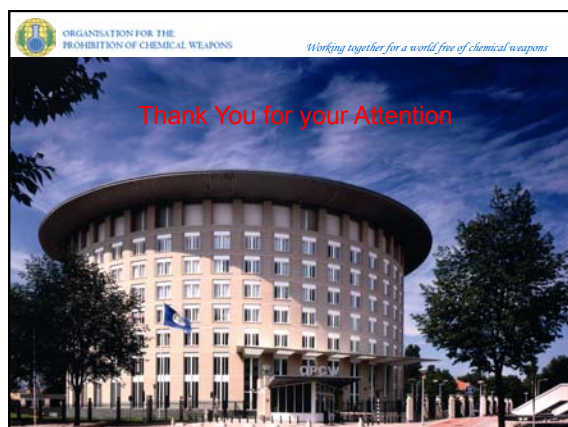 ORGANISATION FOR THE
PROHIBITION OF CHEMICAL WEAPONS
Working together for a world free of chemical weapons
Thank You for your Attention
OPCW